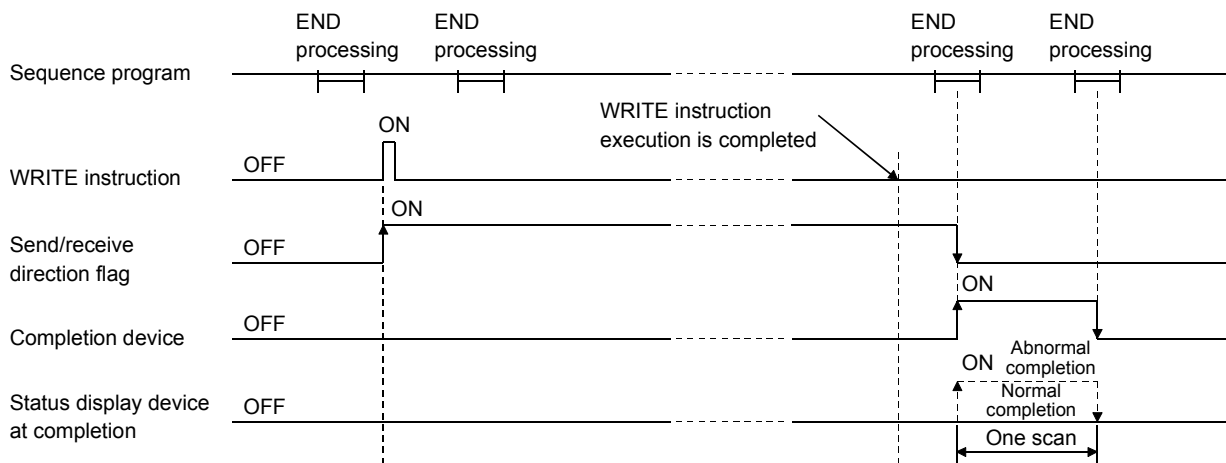 END
processing
END
processing
END
processing
END
processing
Sequence program
WRITE instruction
execution is completed
ON
OFF
WRITE instruction
ON
Send/receive
direction flag
OFF
ON
OFF
Completion device
ON
Abnormal
completion
Status display device
at completion
OFF
Normal
completion
One scan